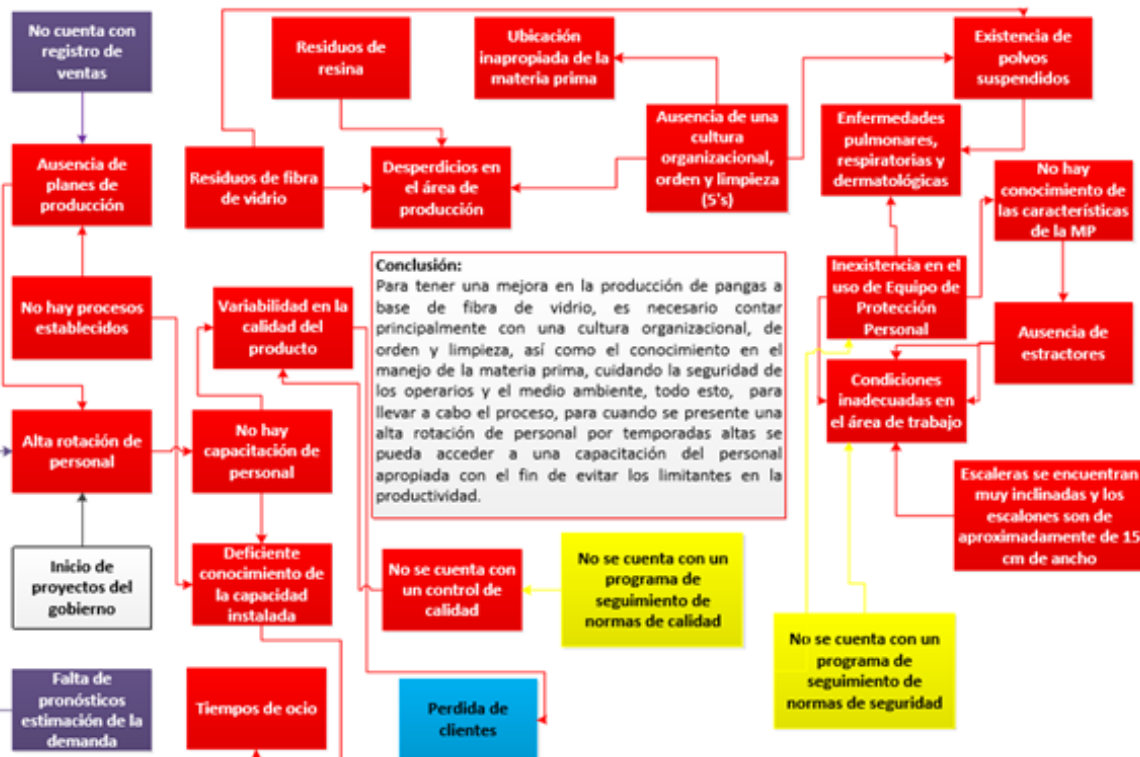 No cuenta con
registro de
ventas
Residuos de
resina
Ubicación
inapropiada de la
materia prima
Existencia de
polvos
suspendidos
Ausencia de
planes de
producción
Residuos de fibra
de vidrio
Desperdicios en
el área de
producción
Ausencia de una
cultura
organizacional,
orden y limpieza
(5's)
Enfermedades
pulmonares,
respiratorias y
dermatológicas
No hay
conocimiento de
las características
de la MP
No hay procesos
establecidos
Variabilidad en la
calidad del
producto
Conclusión:
Para tener una mejora en la producción de pangas a
base de fibra de vidrio, es necesario contar
principalmente con una cultura organizacional, de
orden y limpieza, así como el conocimiento en el
manejo de la materia prima, cuidando la seguridad de
los operarios y el medio ambiente, todo esto, para
llevar a cabo el proceso, para cuando se presente una
alta rotación de personal por temporadas altas se
pueda acceder a una capacitación del personal
apropiada con el fin de evitar los limitantes en la
productividad.
Inexistencia en el
uso de Equipo de
Protección
Personal
Ausencia de
estractores
Condiciones
inadecuadas en
el área de trabajo
Alta rotación de
personal
No hay
capacitación de
personal
Escaleras se encuentran
muy inclinadas y los
escalones son de
aproximadamente de 15
cm de ancho
Inicio de
proyectos del
gobierno
Deficiente
conocimiento de
la capacidad
instalada
No se cuenta con
un control de
calidad
No se cuenta con un
programa de
seguimiento de
normas de calidad
No se cuenta con un
programa de
seguimiento de
normas de seguridad
Falta de
pronósticos
estimación de la
demanda
Tiempos de ocio
Perdida de
clientes